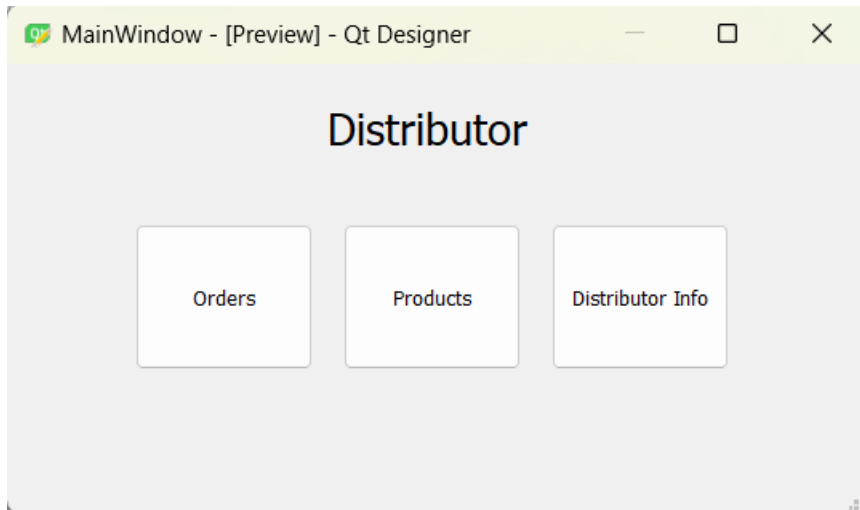 MainWindow - [Preview] - Qt Designer
Distributor
Orders
Products
Distributor Info